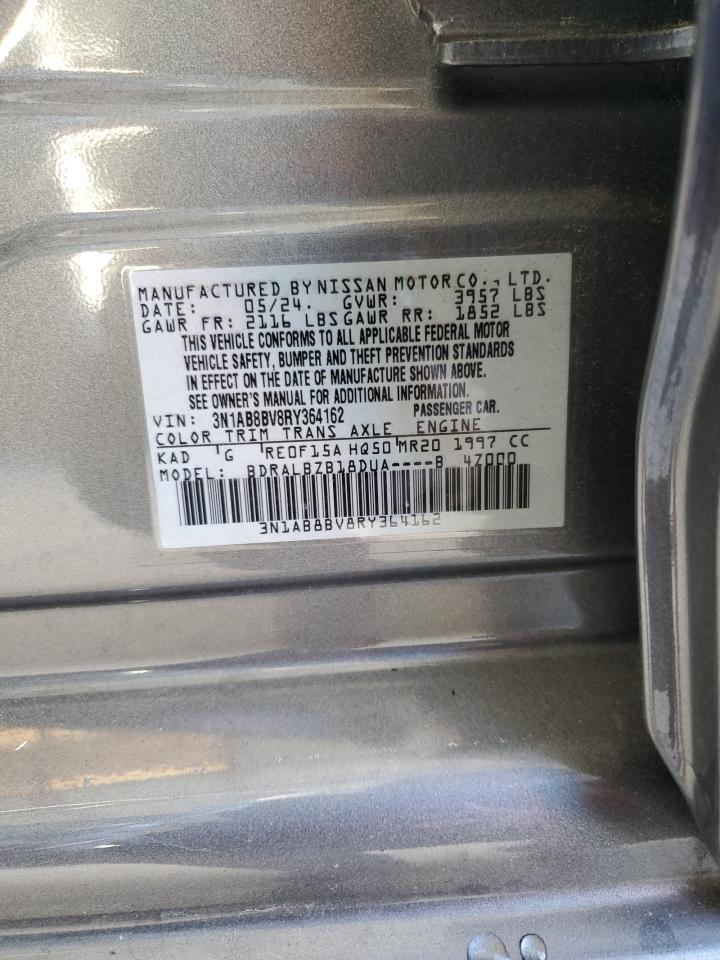 MANUFACTURED BY NISSAN MOTOR CO., LTD.
DATE: 05/24. GVWR: 3957 LBS
GAWR FR: 2116 LBS GAWR RR: 1852 LBS
THIS VEHICLE CONFORMS TO ALL APPLICABLE FEDERAL MOTOR
VEHICLE SAFETY, BUMPER AND THEFT PREVENTION STANDARDS
IN EFFECT ON THE DATE OF MANUFACTURE SHOWN ABOVE.
SEE OWNER'S MANUAL FOR ADDITIONAL INFORMATION.
VIN: 3N1AB8BV8RY364162 PASSENGER CAR.
COLOR TRIM TRANS AXLE ENGINE
KAD G RE0F15A HQ50 MR20 1997 CC
MODEL: BDRALBZB18DUA----B 4Z000
3N1AB8BV8RY364162